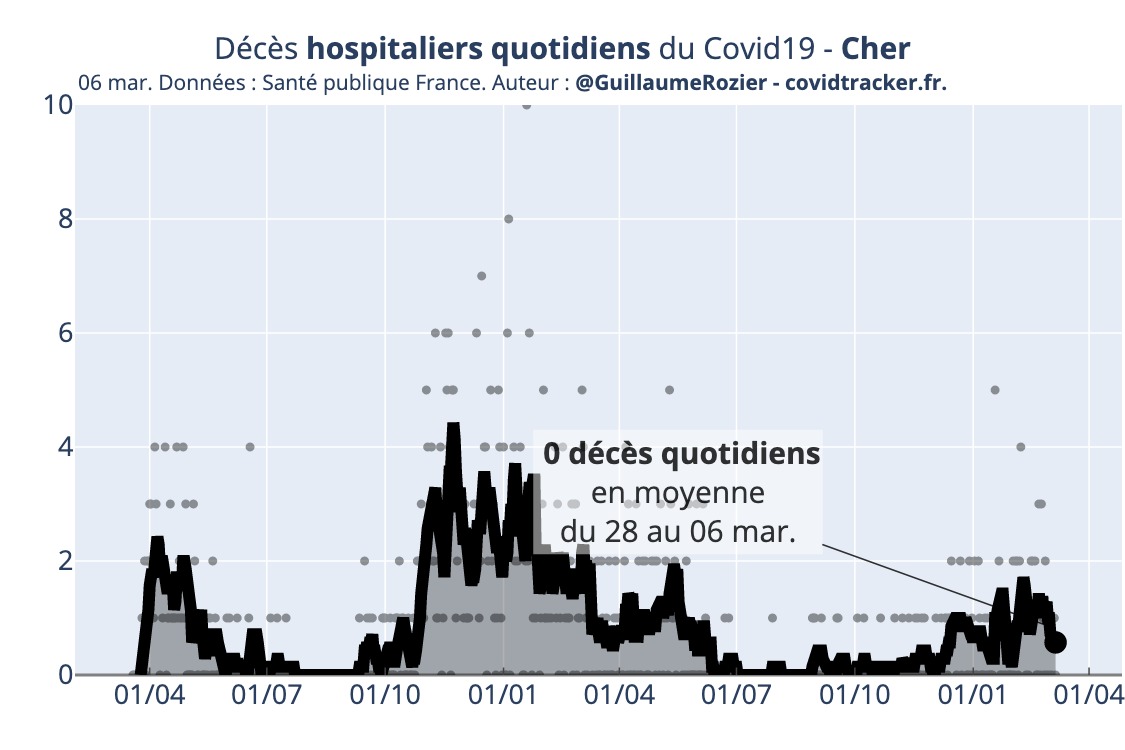 Décès hospitaliers quotidiens du Covid19 - Cher
06 mar. Données : Santé publique France. Auteur : @GuillaumeRozier - covidtracker.fr.
10
8
6
4
2
0
0 décès quotidiens
en moyenne
du 28 au 06 mar.
01/04 01/07 01/10 01/01 01/04 01/07 01/10 01/01 01/04